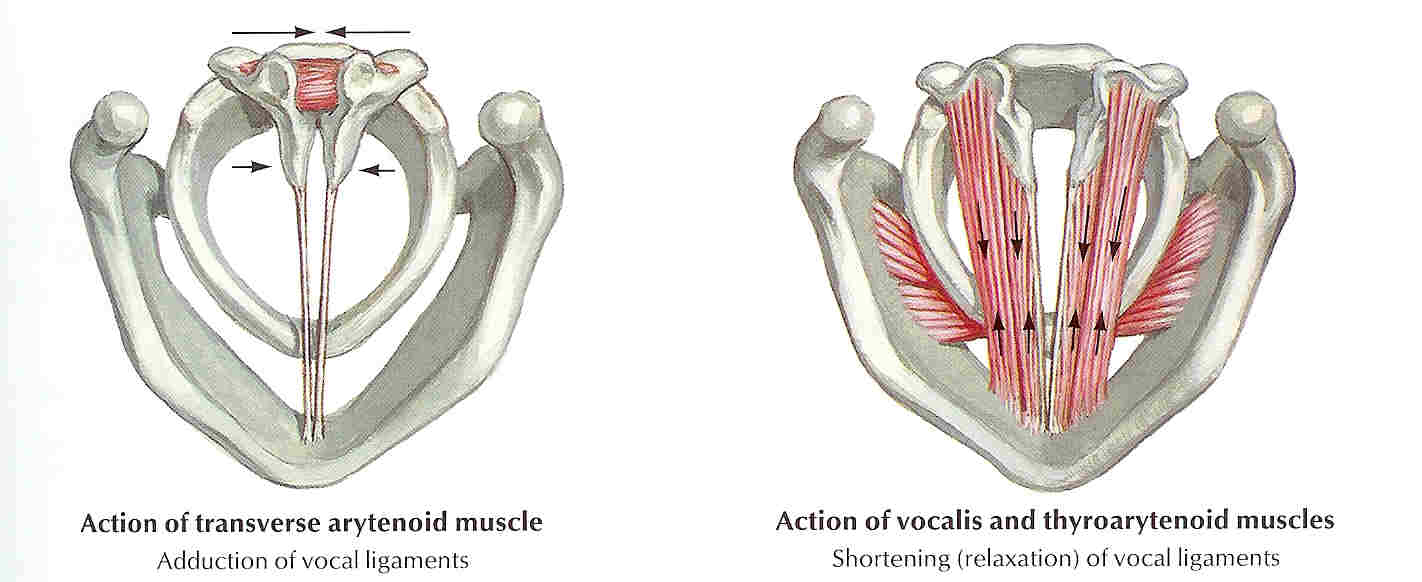 Action of transverse arytenoid muscle
Adduction of vocal ligaments
Action of vocalis and thyroarytenoid muscles
Shortening (relaxation) of vocal ligaments